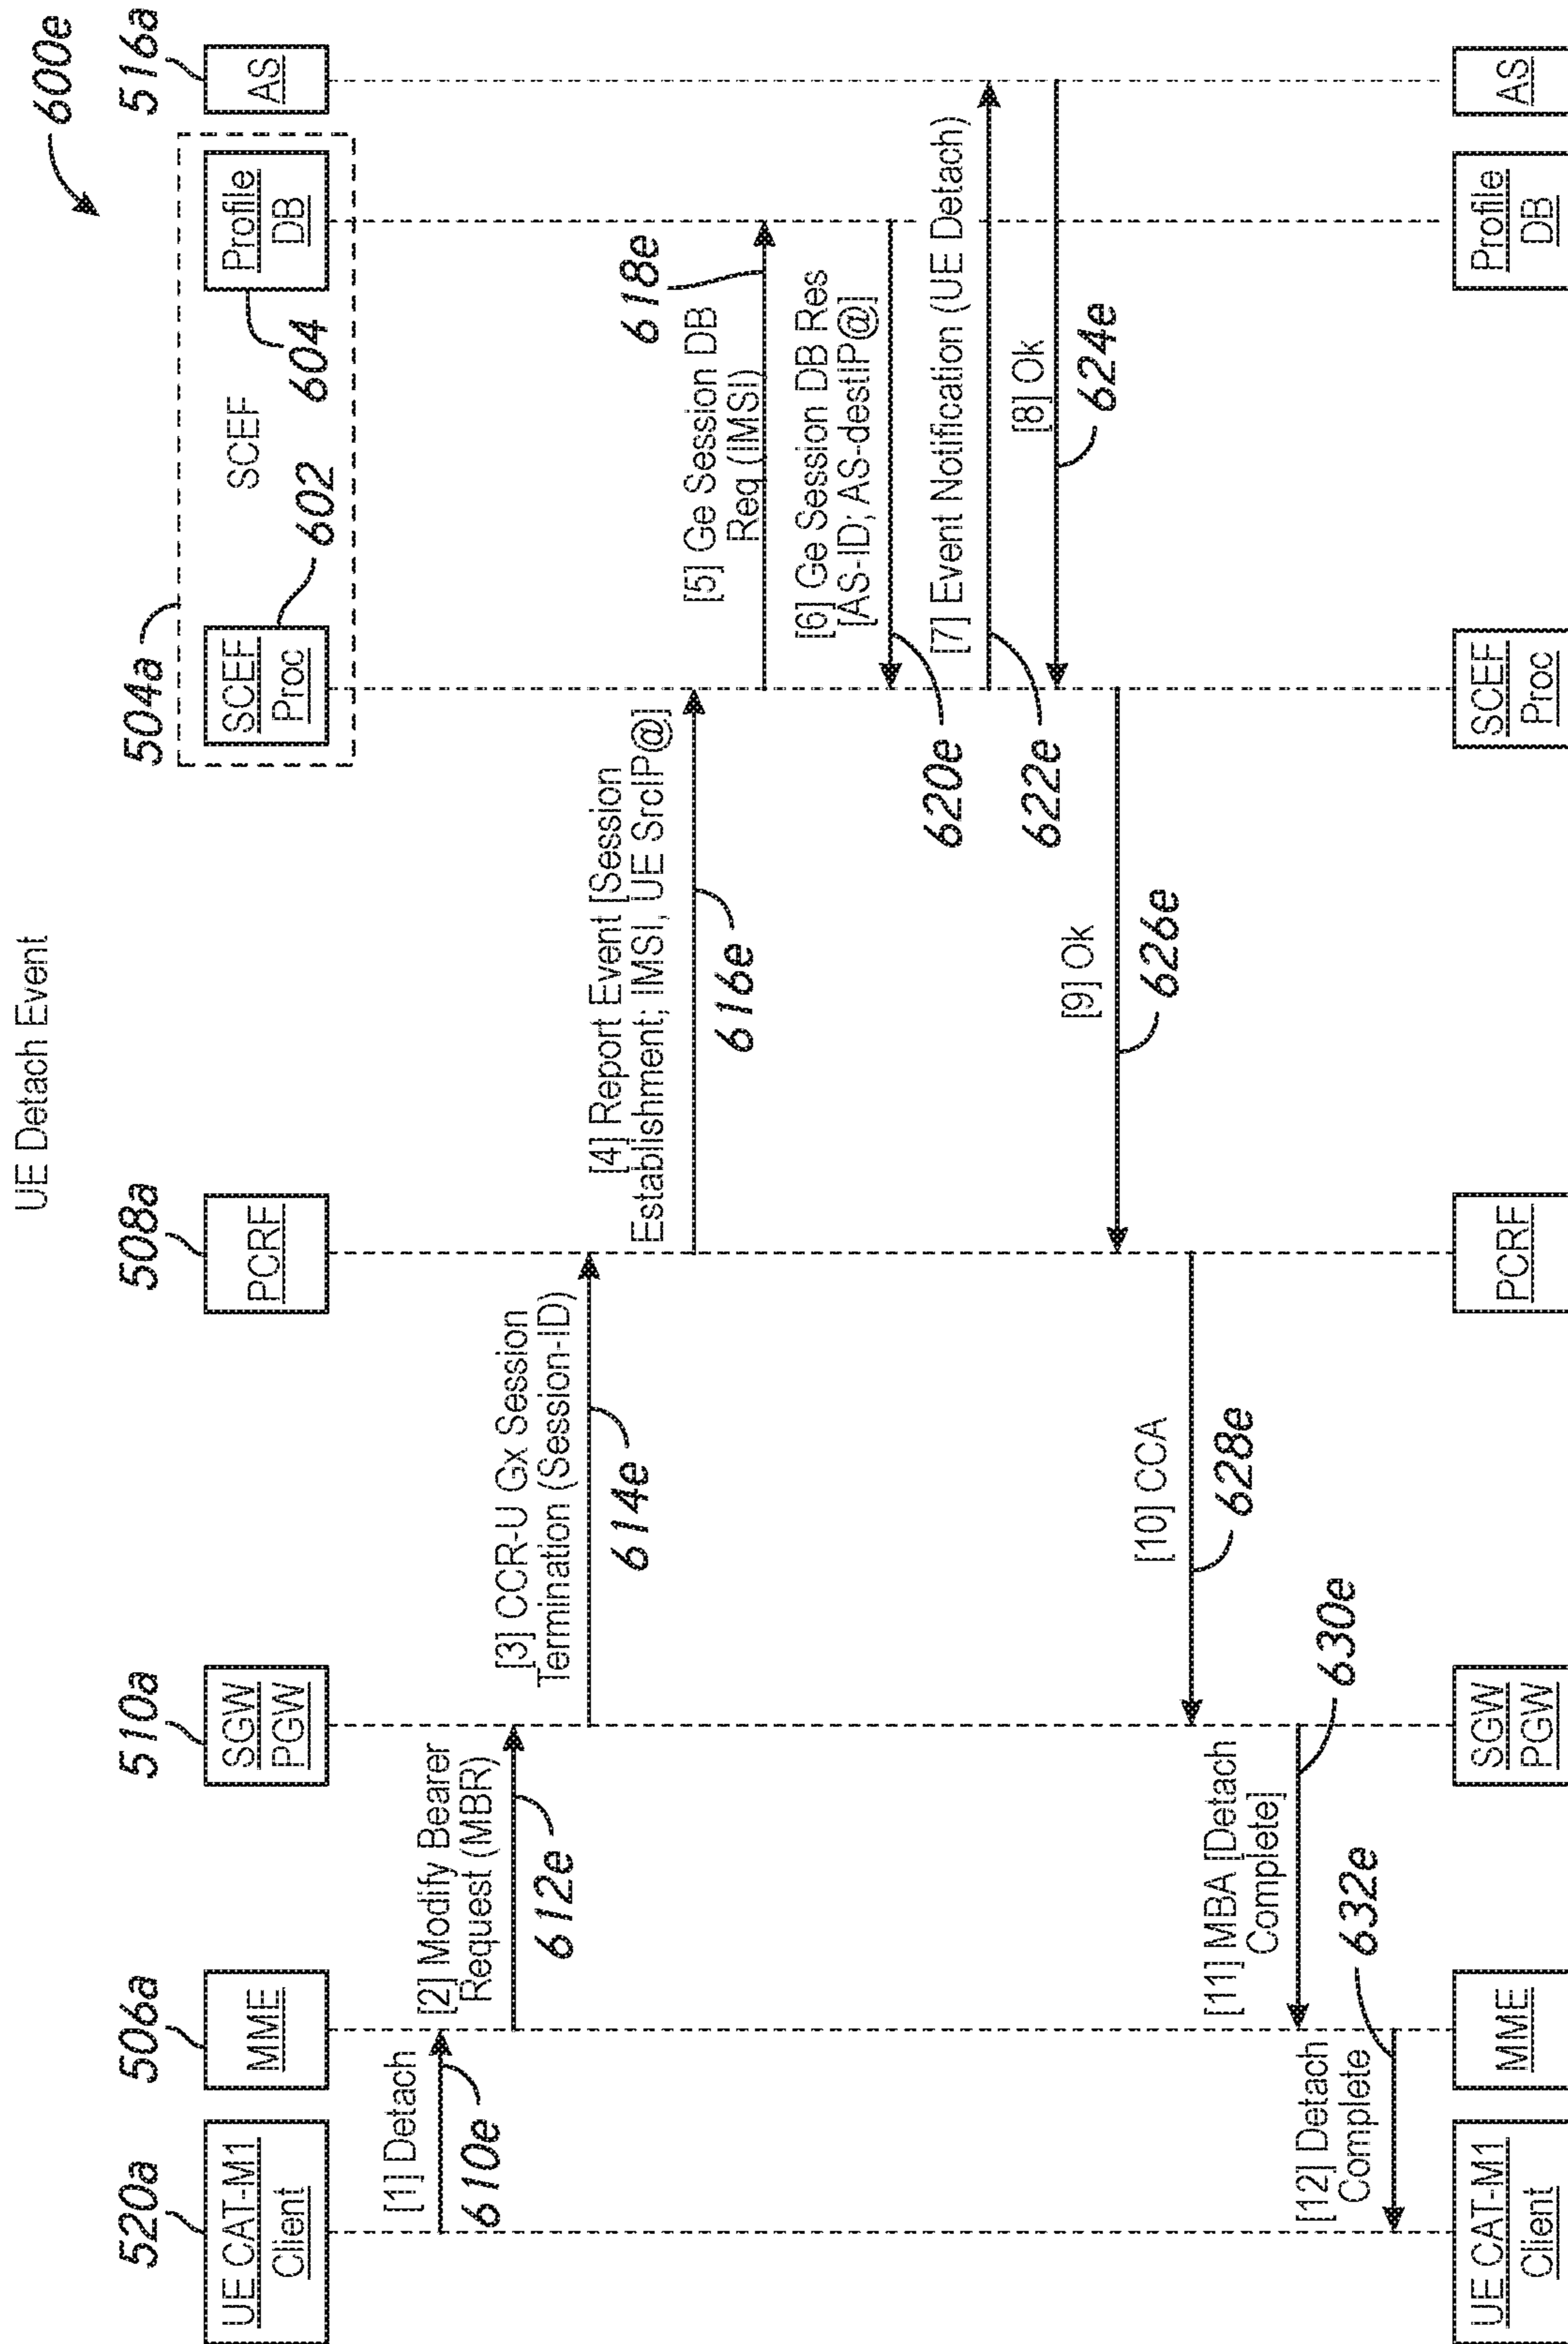 UE Detach Event
600e
520a
506a
510a
508a
504a
516a
UE CAT-M1
Client
MME
SGW
PGW
PCRF
SCEF
Proc
602
SCEF
604
Profile
DB
AS
[1] Detach
610e
[2] Modify Bearer
Request (MBR)
612e
[3] CCR-U Gx Session
Termination (Session-ID)
614e
[4] Report Event [Session
Establishment; IMSI, UE SrcIP@]
616e
[5] Ge Session DB
Req (IMSI)
618e
[6] Ge Session DB Res
[AS-ID; AS-destIP@]
620e
[7] Event Notification (UE Detach)
622e
[8] Ok
624e
[9] Ok
626e
[10] CCA
628e
[11] MBA [Detach
Complete]
630e
[12] Detach
Complete
632e
UE CAT-M1
Client
MME
SGW
PGW
PCRF
SCEF
Proc
Profile
DB
AS